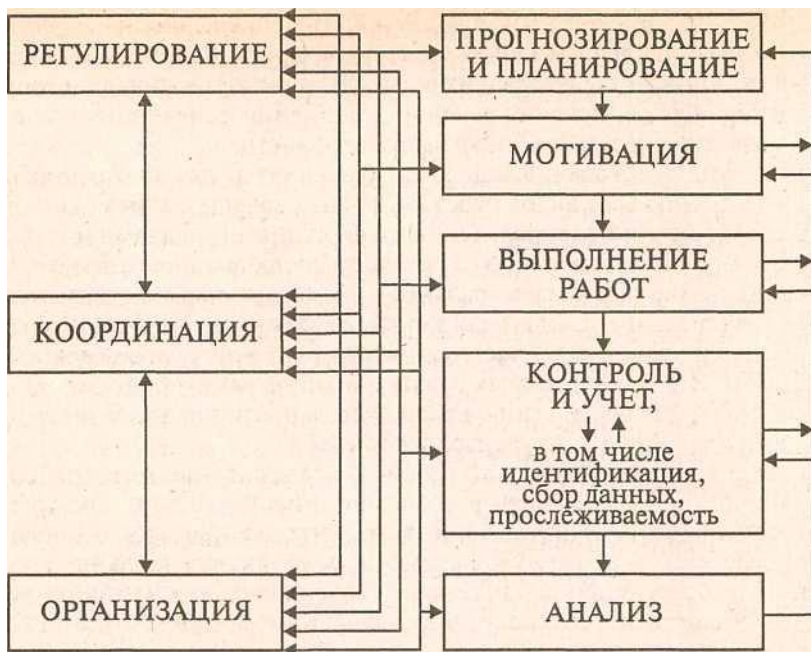 РЕГУЛИРОВАНИЕ
ПРОГНОЗИРОВАНИЕ
И ПЛАНИРОВАНИЕ
МОТИВАЦИЯ
ВЫПОЛНЕНИЕ
РАБОТ
КООРДИНАЦИЯ
КОНТРОЛЬ
И УЧЕТ,
в том числе
идентификация,
сбор данных,
прослеживаемость
ОРГАНИЗАЦИЯ
АНАЛИЗ